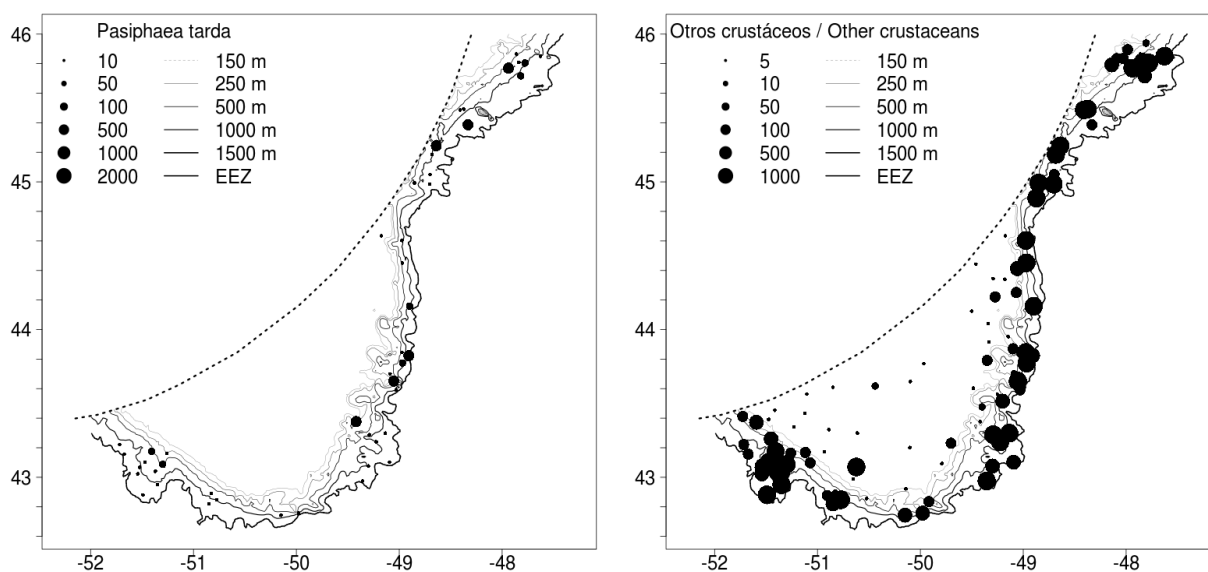 Pasiphaea tarda
10 150 m
50 250 m
100 500 m
500 1000 m
1000 1500 m
2000 EEZ
46
45
44
43
-52 -51 -50 -49 -48
Otros crustáceos / Other crustaceans
5 150 m
10 250 m
50 500 m
100 1000 m
500 1500 m
1000 EEZ
46
45
44
43
-52 -51 -50 -49 -48